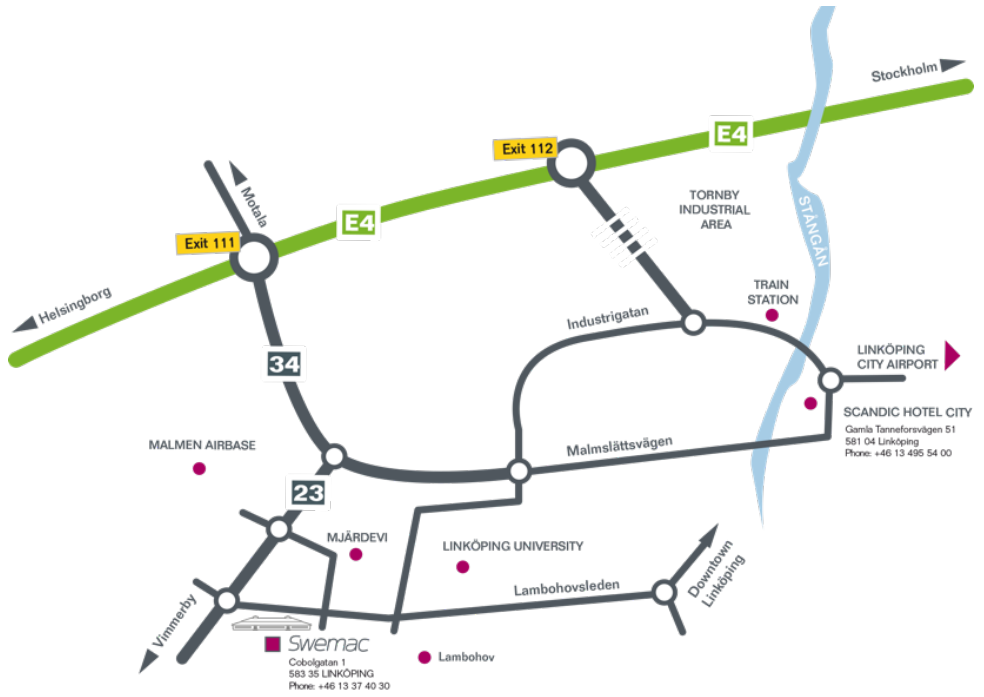 Stockholm
E4
Exit 112
Motala
TORNBY
INDUSTRIAL
AREA
STÅNGÅN
E4
Exit 111
Helsingborg
TRAIN
STATION
Industrigatan
34
LINKÖPING
CITY AIRPORT
SCANDIC HOTEL CITY
Gamla Tanneforsvägen 51
581 04 Linköping
Phone: +46 13 495 54 00
MALMEN AIRBASE
Malmslättsvägen
23
MJÄRDEVI
LINKÖPING UNIVERSITY
Downtown
Linköping
Lambohovsleden
Vimmerby
Swemac
Cobolgatan 1
583 35 LINKÖPING
Phone: +46 13 37 40 30
Lambohov